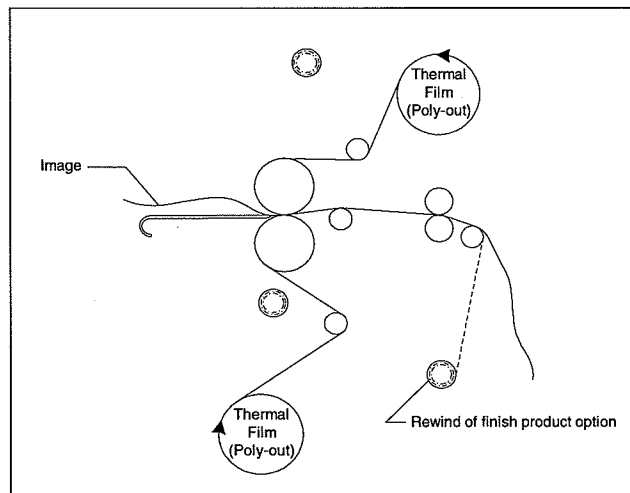 Thermal
Film
(Poly-out)
Image
Thermal
Film
(Poly-out)
Rewind of finish product option